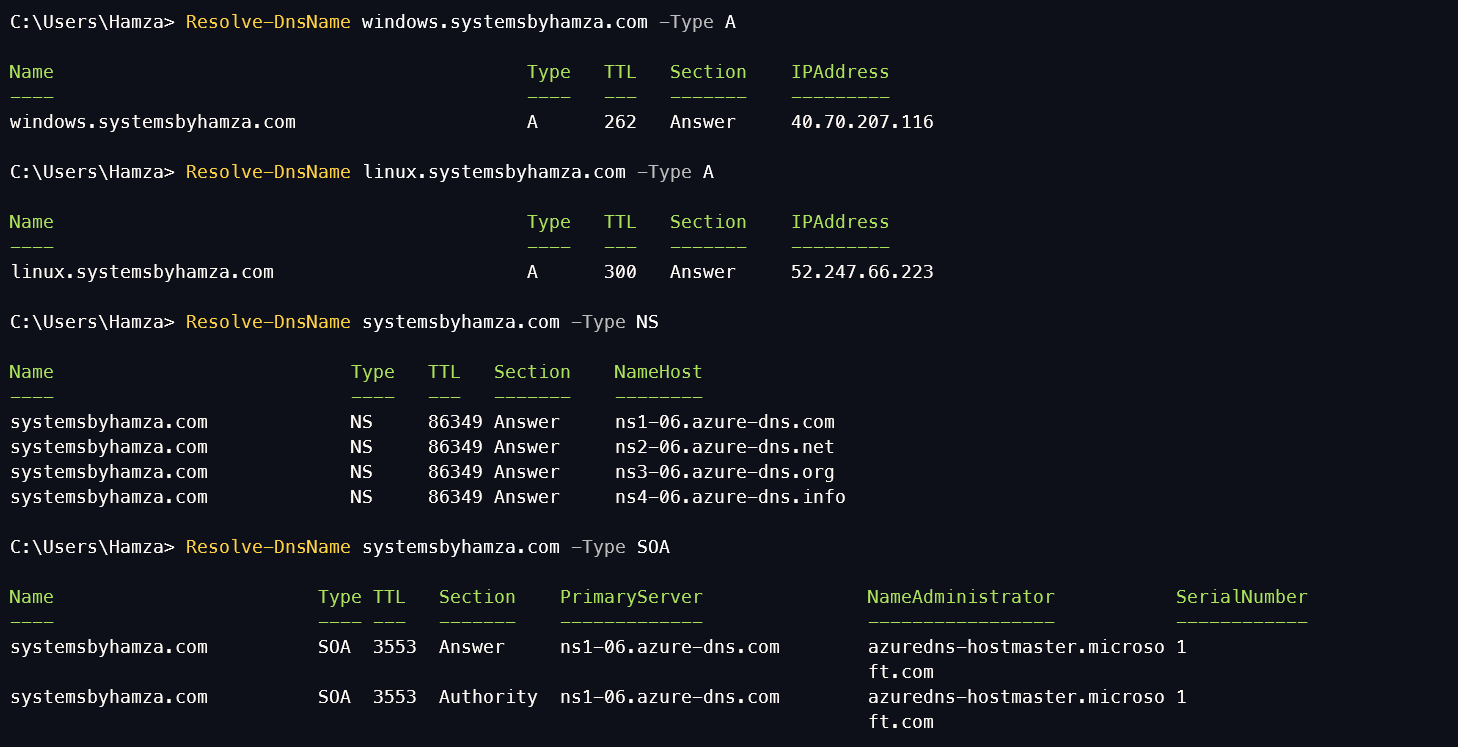 C:\Users\Hamza> Resolve-DnsName windows.systemsbyhamza.com -Type A
Name Type TTL Section IPAddress
---- ---- --- ------- ---------
windows.systemsbyhamza.com A 262 Answer 40.70.207.116
C:\Users\Hamza> Resolve-DnsName linux.systemsbyhamza.com -Type A
Name Type TTL Section IPAddress
---- ---- --- ------- ---------
linux.systemsbyhamza.com A 300 Answer 52.247.66.223
C:\Users\Hamza> Resolve-DnsName systemsbyhamza.com -Type NS
Name Type TTL Section NameHost
---- ---- --- ------- --------
systemsbyhamza.com NS 86349 Answer ns1-06.azure-dns.com
systemsbyhamza.com NS 86349 Answer ns2-06.azure-dns.net
systemsbyhamza.com NS 86349 Answer ns3-06.azure-dns.org
systemsbyhamza.com NS 86349 Answer ns4-06.azure-dns.info
C:\Users\Hamza> Resolve-DnsName systemsbyhamza.com -Type SOA
Name Type TTL Section PrimaryServer NameAdministrator SerialNumber
---- ---- --- ------- ------------- ----------------- ------------
systemsbyhamza.com SOA 3553 Answer ns1-06.azure-dns.com azuredns-hostmaster.microso 1
ft.com
systemsbyhamza.com SOA 3553 Authority ns1-06.azure-dns.com azuredns-hostmaster.microso 1
ft.com